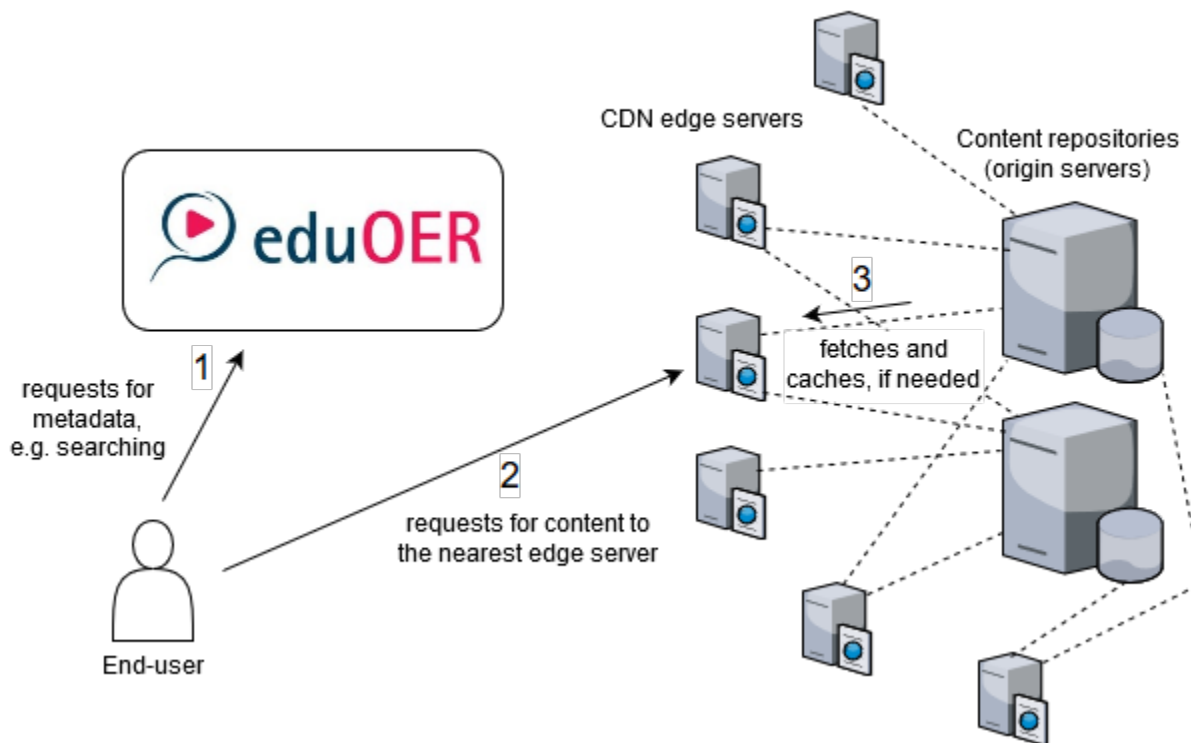 CDN edge servers
Content repositories
(origin servers)
eduOER
1
requests for
metadata,
e.g. searching
3
fetches and
caches, if needed
2
requests for content to
the nearest edge server
End-user